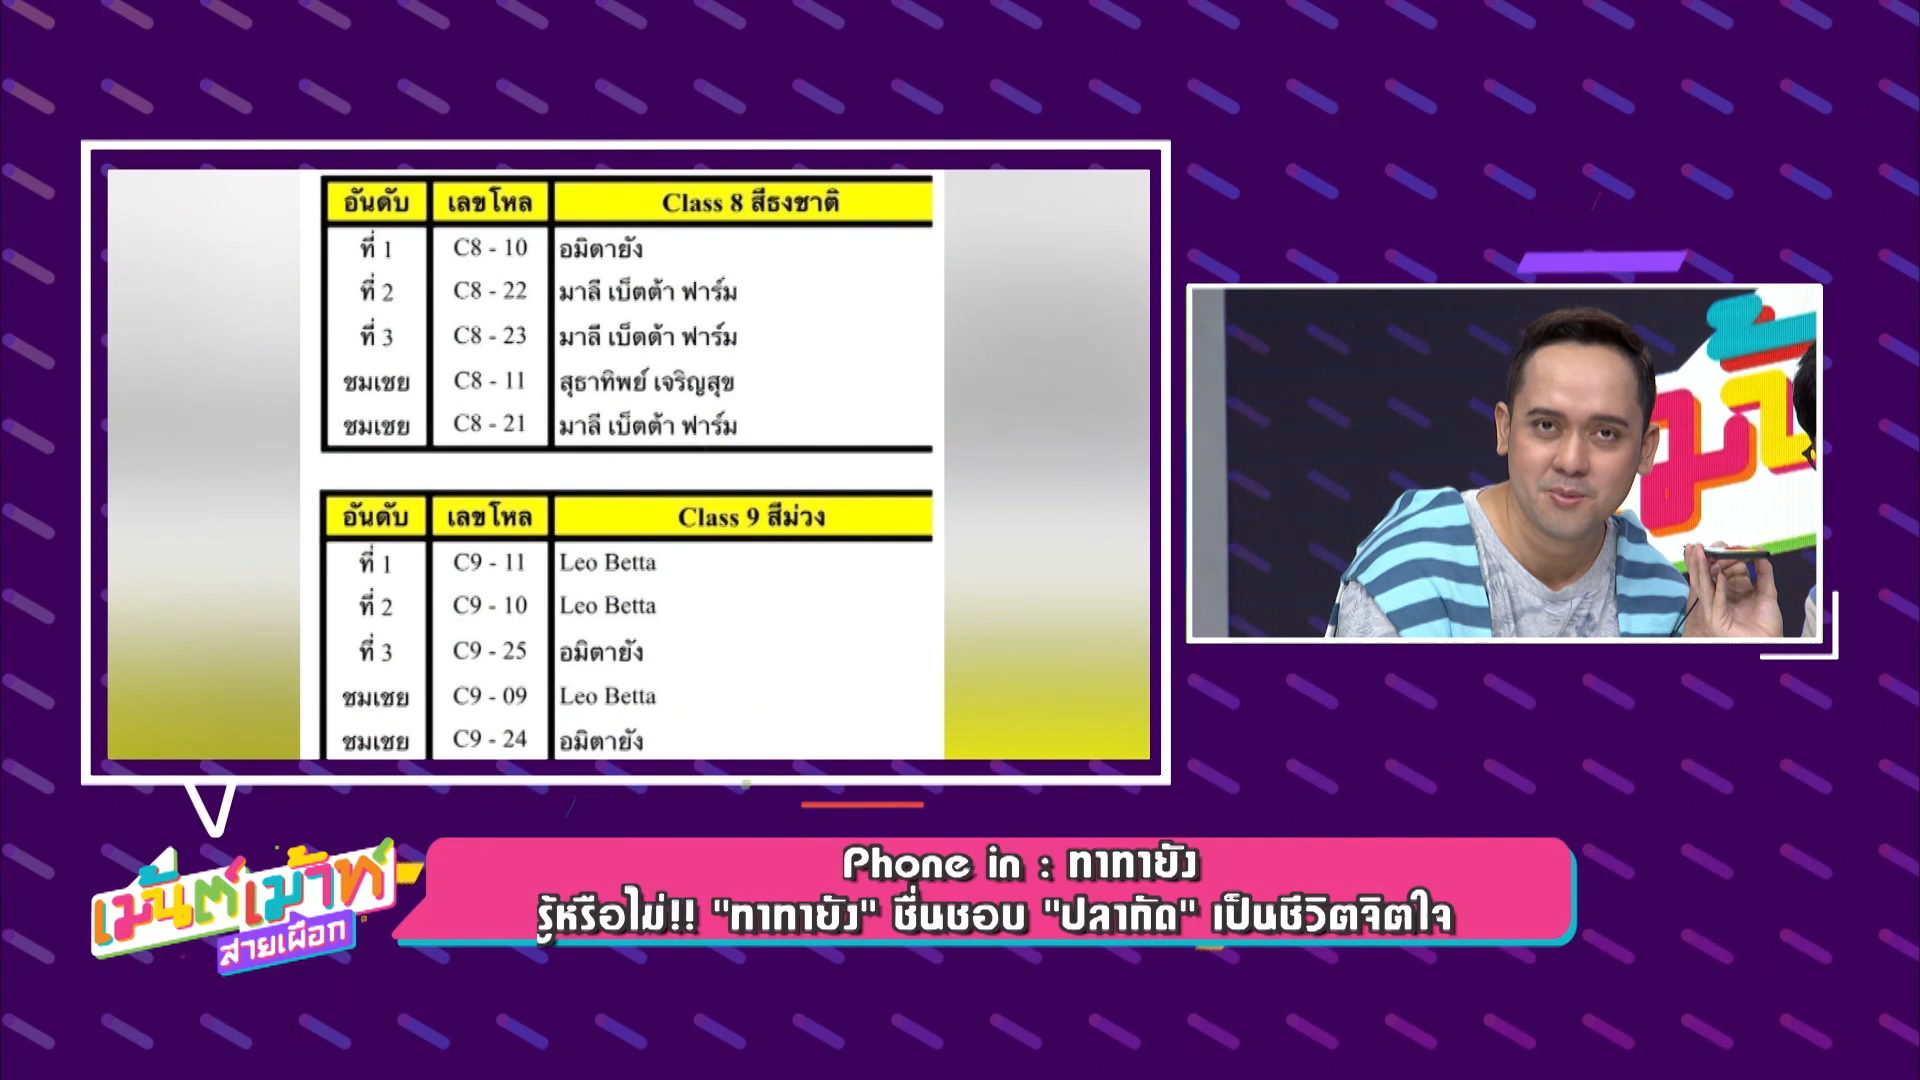 อันดับ เลขโหล Class 8 สีธงชาติ
ที่ 1 C8 - 10 อมิตายัง
ที่ 2 C8 - 22 มาลี เบ็ตต้า ฟาร์ม
ที่ 3 C8 - 23 มาลี เบ็ตต้า ฟาร์ม
ชมเชย C8 - 11 สุธาทิพย์ เจริญสุข
ชมเชย C8 - 21 มาลี เบ็ตต้า ฟาร์ม
อันดับ เลขโหล Class 9 สีม่วง
ที่ 1 C9 - 11 Leo Betta
ที่ 2 C9 - 10 Leo Betta
ที่ 3 C9 - 25 อมิตายัง
ชมเชย C9 - 09 Leo Betta
ชมเชย C9 - 24 อมิตายัง
เม้นต์เม้าท์
สายเผือก
Phone in : ทาทายัง
รู้หรือไม่!! "ทาทายัง" ชื่นชอบ "ปลากัด" เป็นชีวิตจิตใจ